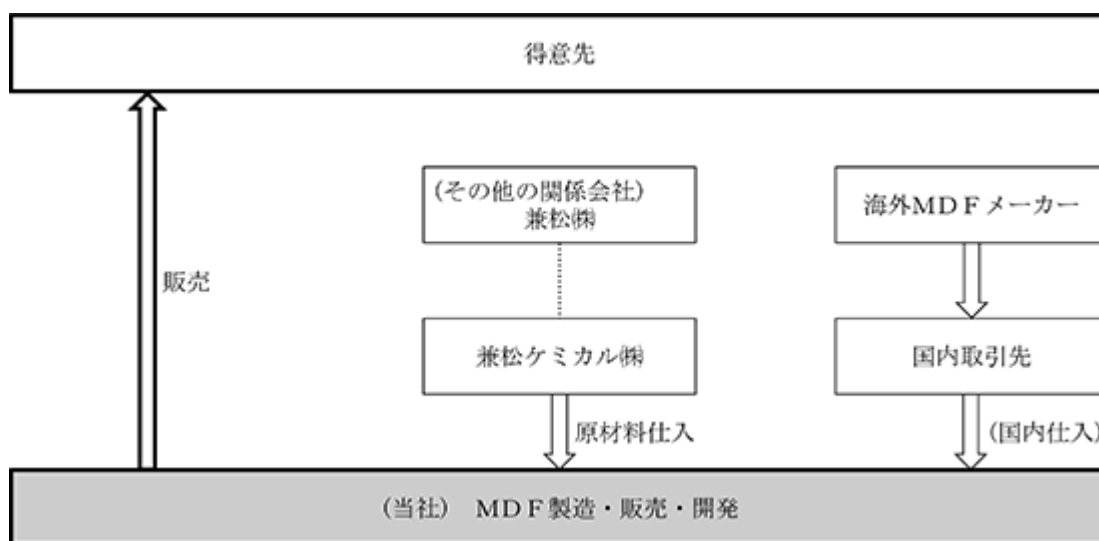 得意先
(その他の関係会社)
兼松㈱
海外MDFメーカー
販売
兼松ケミカル㈱
国内取引先
原材料仕入
(国内仕入)
(当社) MDF製造・販売・開発